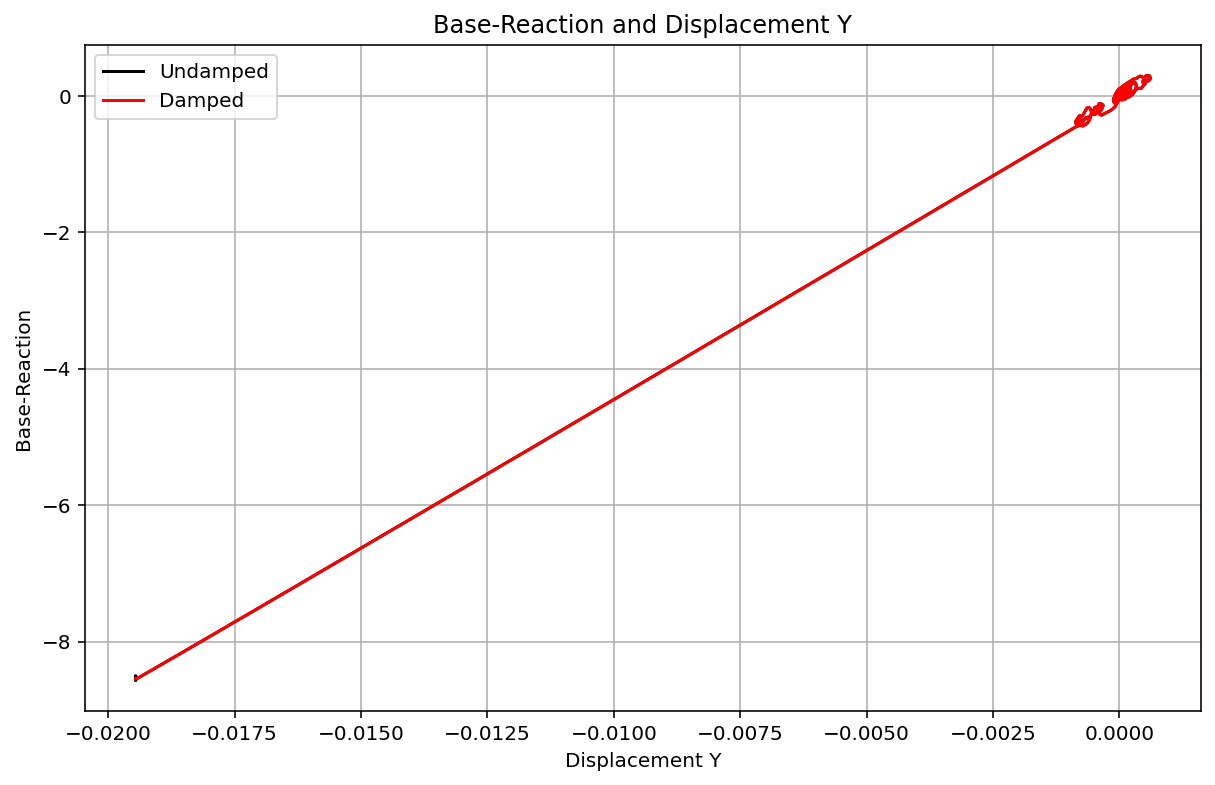 Base-Reaction and Displacement Y
Undamped
Damped
0
−2
−4
−6
−8
Base-Reaction
−0.0200 −0.0175 −0.0150 −0.0125 −0.0100 −0.0075 −0.0050 −0.0025 0.0000
Displacement Y